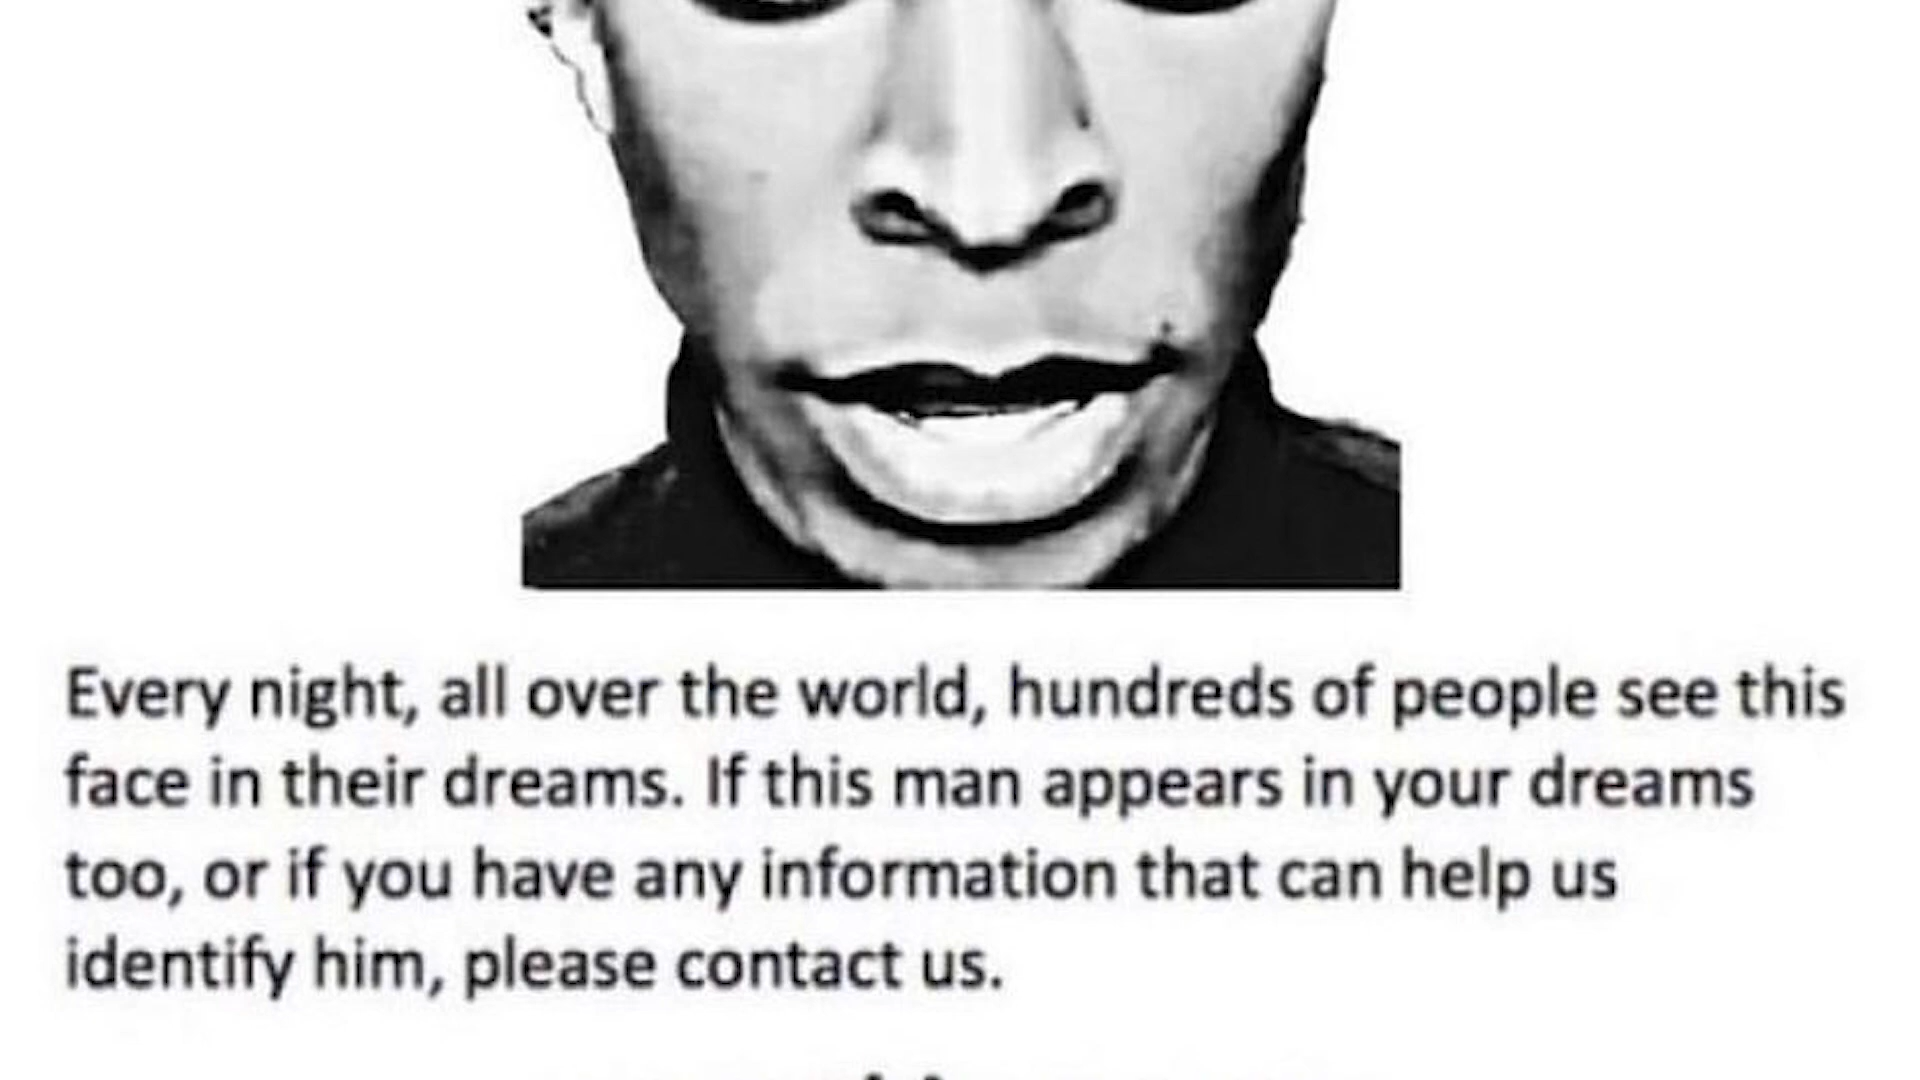 Every night, all over the world, hundreds of people see this
face in their dreams. If this man appears in your dreams
too, or if you have any information that can help us
identify him, please contact us.